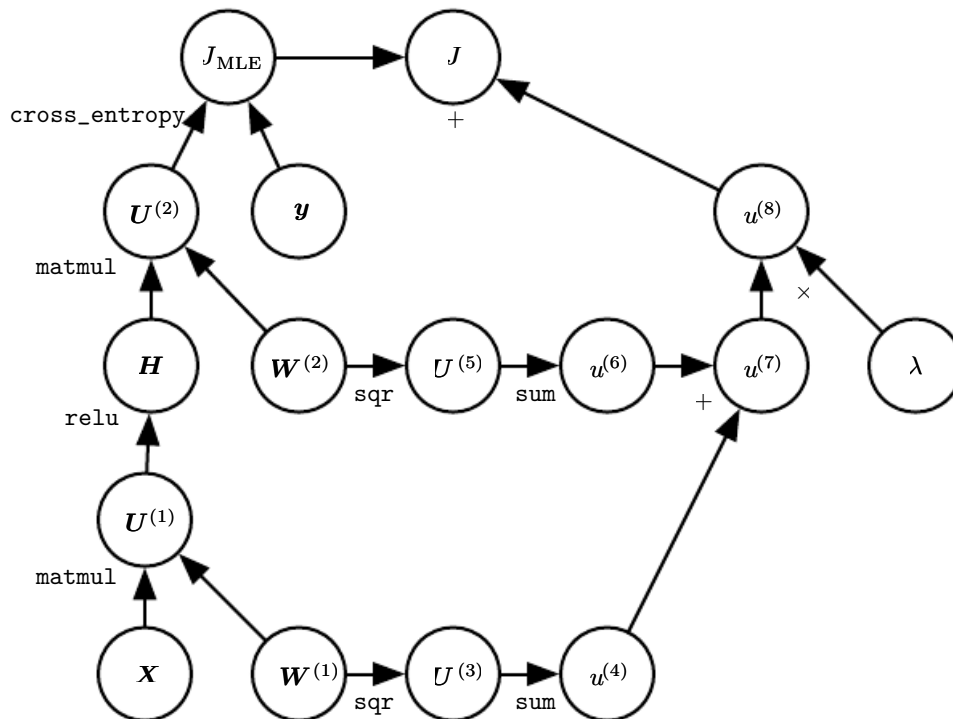 J_MLE J
cross_entropy +
U^(2) y u^(8)
matmul ×
H W^(2) U^(5) u^(6) u^(7) λ
relu sqr sum +
U^(1)
matmul
X W^(1) U^(3) u^(4)
sqr sum